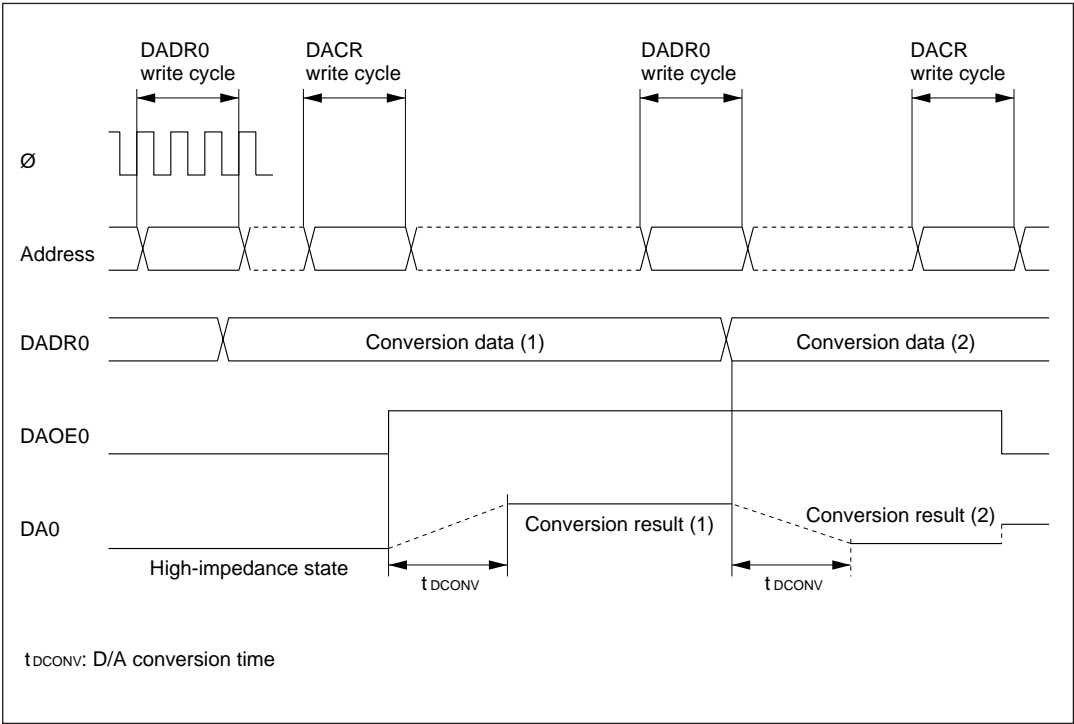 DADR0
write cycle
DACR
write cycle
DADR0
write cycle
DACR
write cycle
Ø
Address
DADR0
Conversion data (1)
Conversion data (2)
DAOE0
DA0
Conversion result (1)
Conversion result (2)
High-impedance state
t DCONV
t DCONV
t DCONV: D/A conversion time